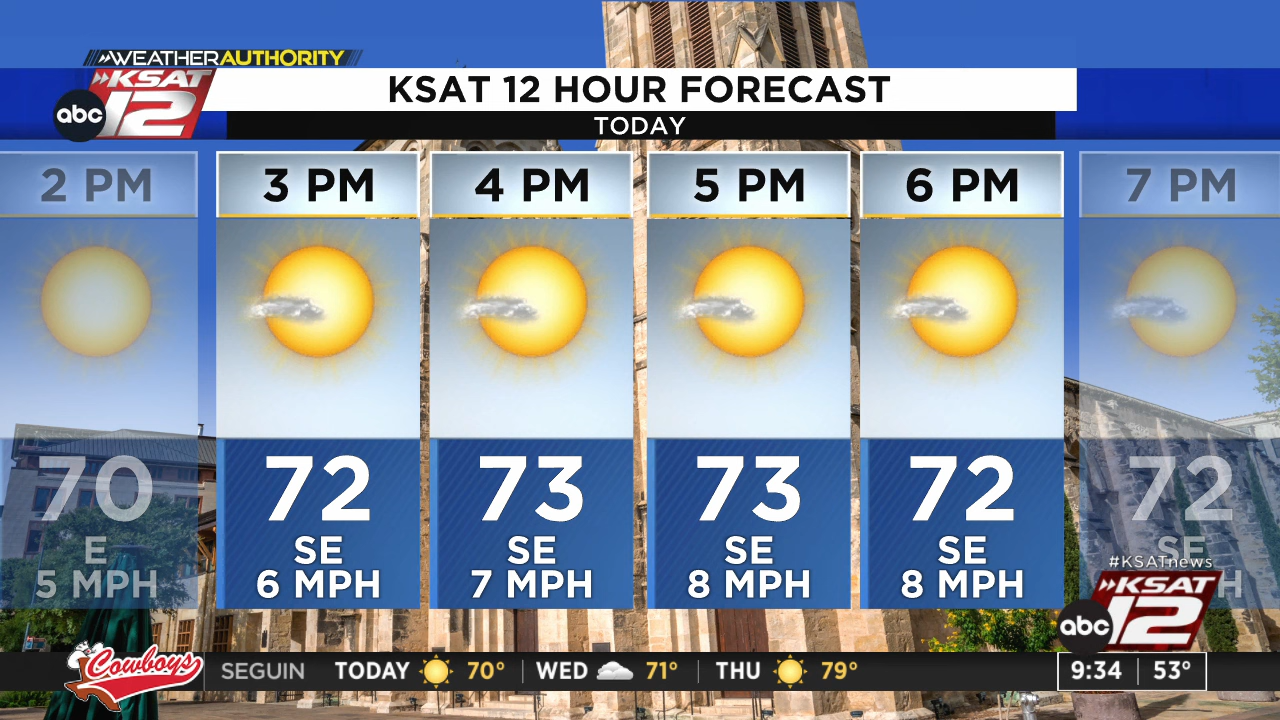 WEATHERAUTHORITY
KSAT
abc 12
KSAT 12 HOUR FORECAST
TODAY
2 PM
70
E
5 MPH
3 PM
72
SE
6 MPH
4 PM
73
SE
7 MPH
5 PM
73
SE
8 MPH
6 PM
72
SE
8 MPH
7 PM
72
SE
H
#KSATnews
KSAT
abc 12
Cowboys
SEGUIN TODAY 70° WED 71° THU 79°
9:34 53°